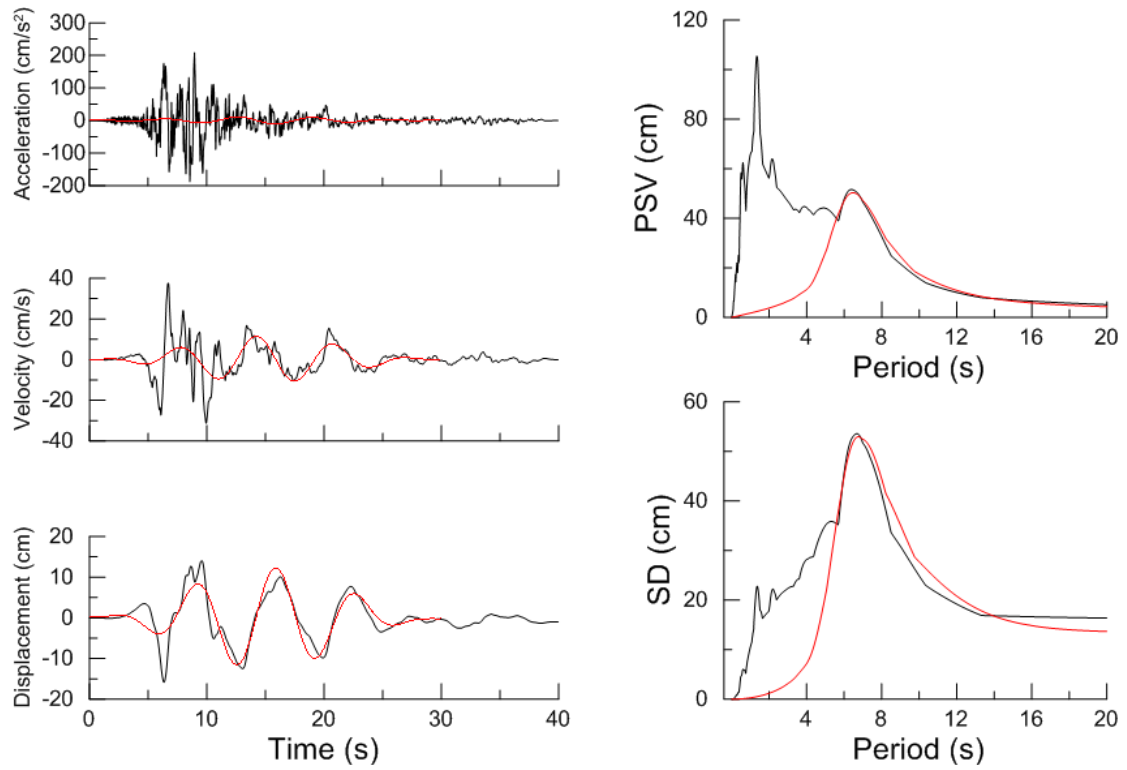 Acceleration (cm/s²)
300
200
100
0
-100
-200
Velocity (cm/s)
40
20
0
-20
-40
Displacement (cm)
20
10
0
-10
-20
0 10 20 30 40
Time (s)
PSV (cm)
120
80
40
0
4 8 12 16 20
Period (s)
SD (cm)
60
40
20
0
4 8 12 16 20
Period (s)